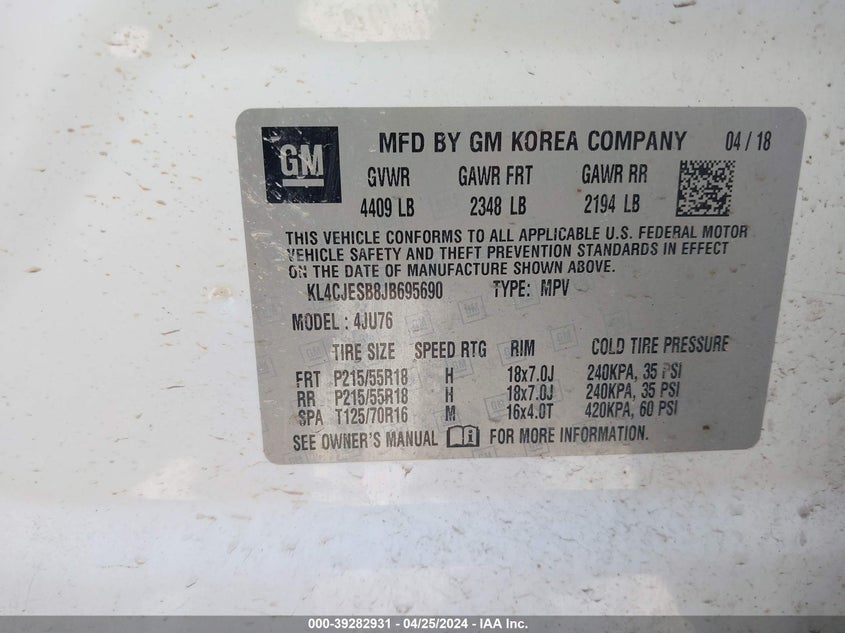 GM
MFD BY GM KOREA COMPANY 04 / 18
GVWR GAWR FRT GAWR RR
4409 LB 2348 LB 2194 LB
THIS VEHICLE CONFORMS TO ALL APPLICABLE U.S. FEDERAL MOTOR
VEHICLE SAFETY AND THEFT PREVENTION STANDARDS IN EFFECT
ON THE DATE OF MANUFACTURE SHOWN ABOVE.
KL4CJESB8JB695690 TYPE: MPV
MODEL : 4JU76
TIRE SIZE SPEED RTG RIM COLD TIRE PRESSURE
FRT P215/55R18 H 18x7.0J 240KPA, 35 PSI
RR P215/55R18 H 18x7.0J 240KPA, 35 PSI
SPA T125/70R16 M 16x4.0T 420KPA, 60 PSI
SEE OWNER'S MANUAL FOR MORE INFORMATION.
000-39282931 - 04/25/2024 - IAA Inc.